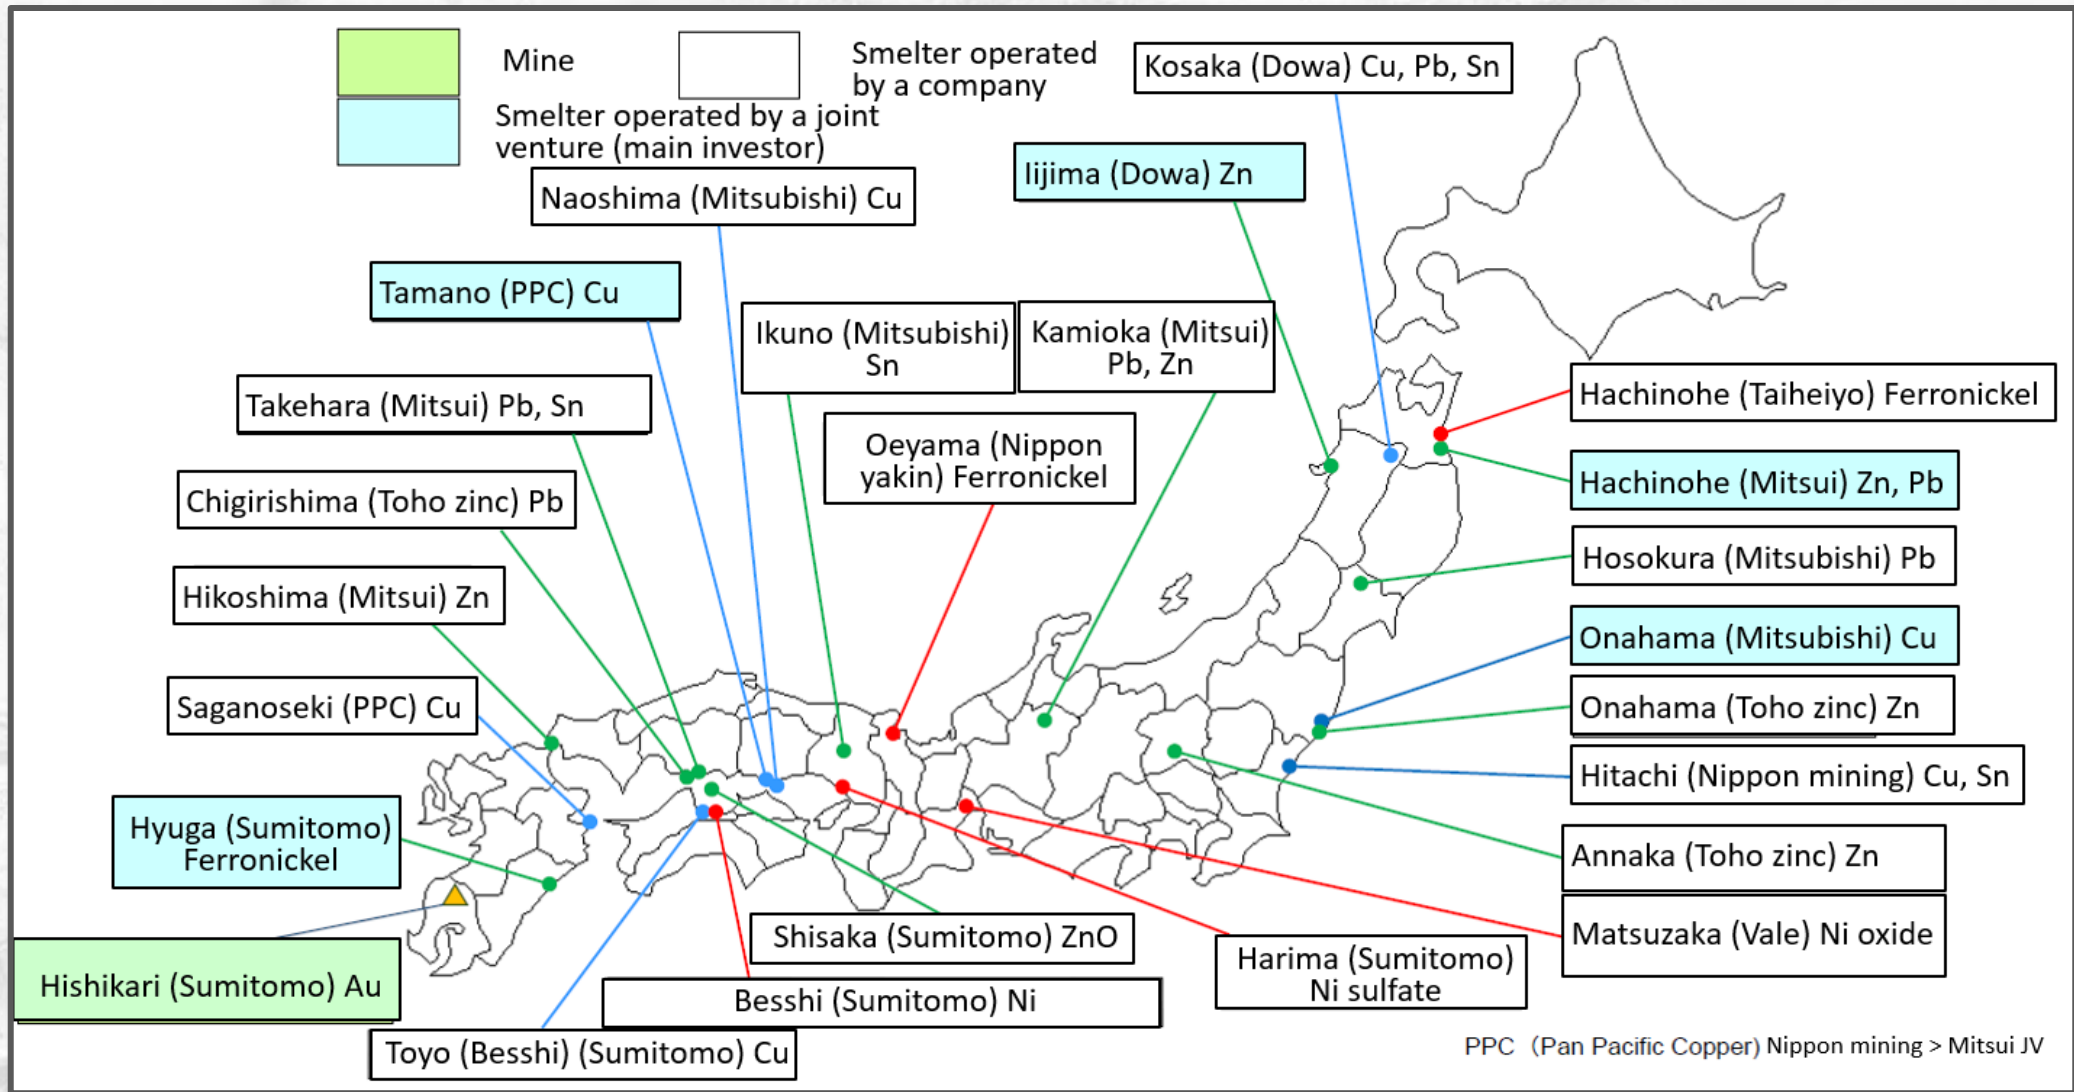 Mine
Smelter operated
by a company
Smelter operated by a joint
venture (main investor)
Kosaka (Dowa) Cu, Pb, Sn
Iijima (Dowa) Zn
Naoshima (Mitsubishi) Cu
Tamano (PPC) Cu
Ikuno (Mitsubishi)
Sn
Kamioka (Mitsui)
Pb, Zn
Takehara (Mitsui) Pb, Sn
Oeyama (Nippon
yakin) Ferronickel
Chigirishima (Toho zinc) Pb
Hikoshima (Mitsui) Zn
Saganoseki (PPC) Cu
Hyuga (Sumitomo)
Ferronickel
Hishikari (Sumitomo) Au
Toyo (Besshi) (Sumitomo) Cu
Besshi (Sumitomo) Ni
Shisaka (Sumitomo) ZnO
Harima (Sumitomo)
Ni sulfate
Hachinohe (Taiheiyo) Ferronickel
Hachinohe (Mitsui) Zn, Pb
Hosokura (Mitsubishi) Pb
Onahama (Mitsubishi) Cu
Onahama (Toho zinc) Zn
Hitachi (Nippon mining) Cu, Sn
Annaka (Toho zinc) Zn
Matsuzaka (Vale) Ni oxide
PPC（Pan Pacific Copper) Nippon mining > Mitsui JV